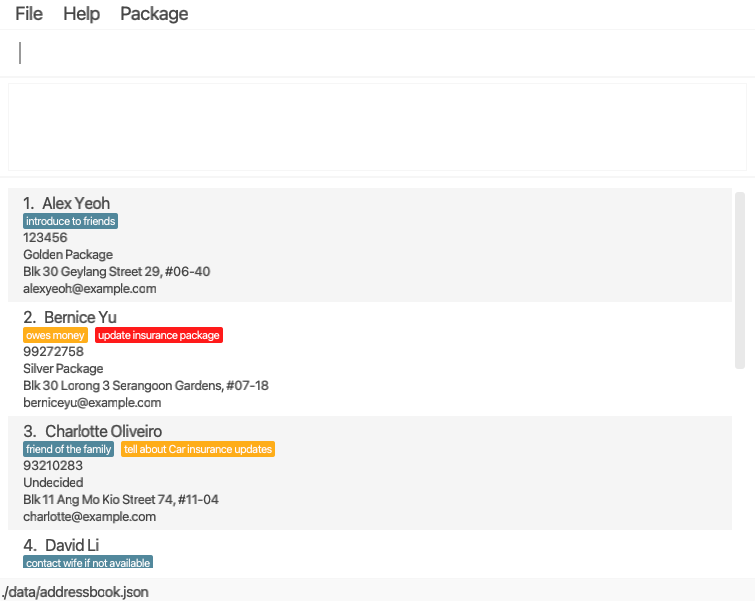 File Help Package
1. Alex Yeoh
introduce to friends
123456
Golden Package
Blk 30 Geylang Street 29, #06-40
alexyeoh@example.com
2. Bernice Yu
owes money update insurance package
99272758
Silver Package
Blk 30 Lorong 3 Serangoon Gardens, #07-18
berniceyu@example.com
3. Charlotte Oliveiro
friend of the family tell about Car insurance updates
93210283
Undecided
Blk 11 Ang Mo Kio Street 74, #11-04
charlotte@example.com
4. David Li
contact wife if not available
./data/addressbook.json